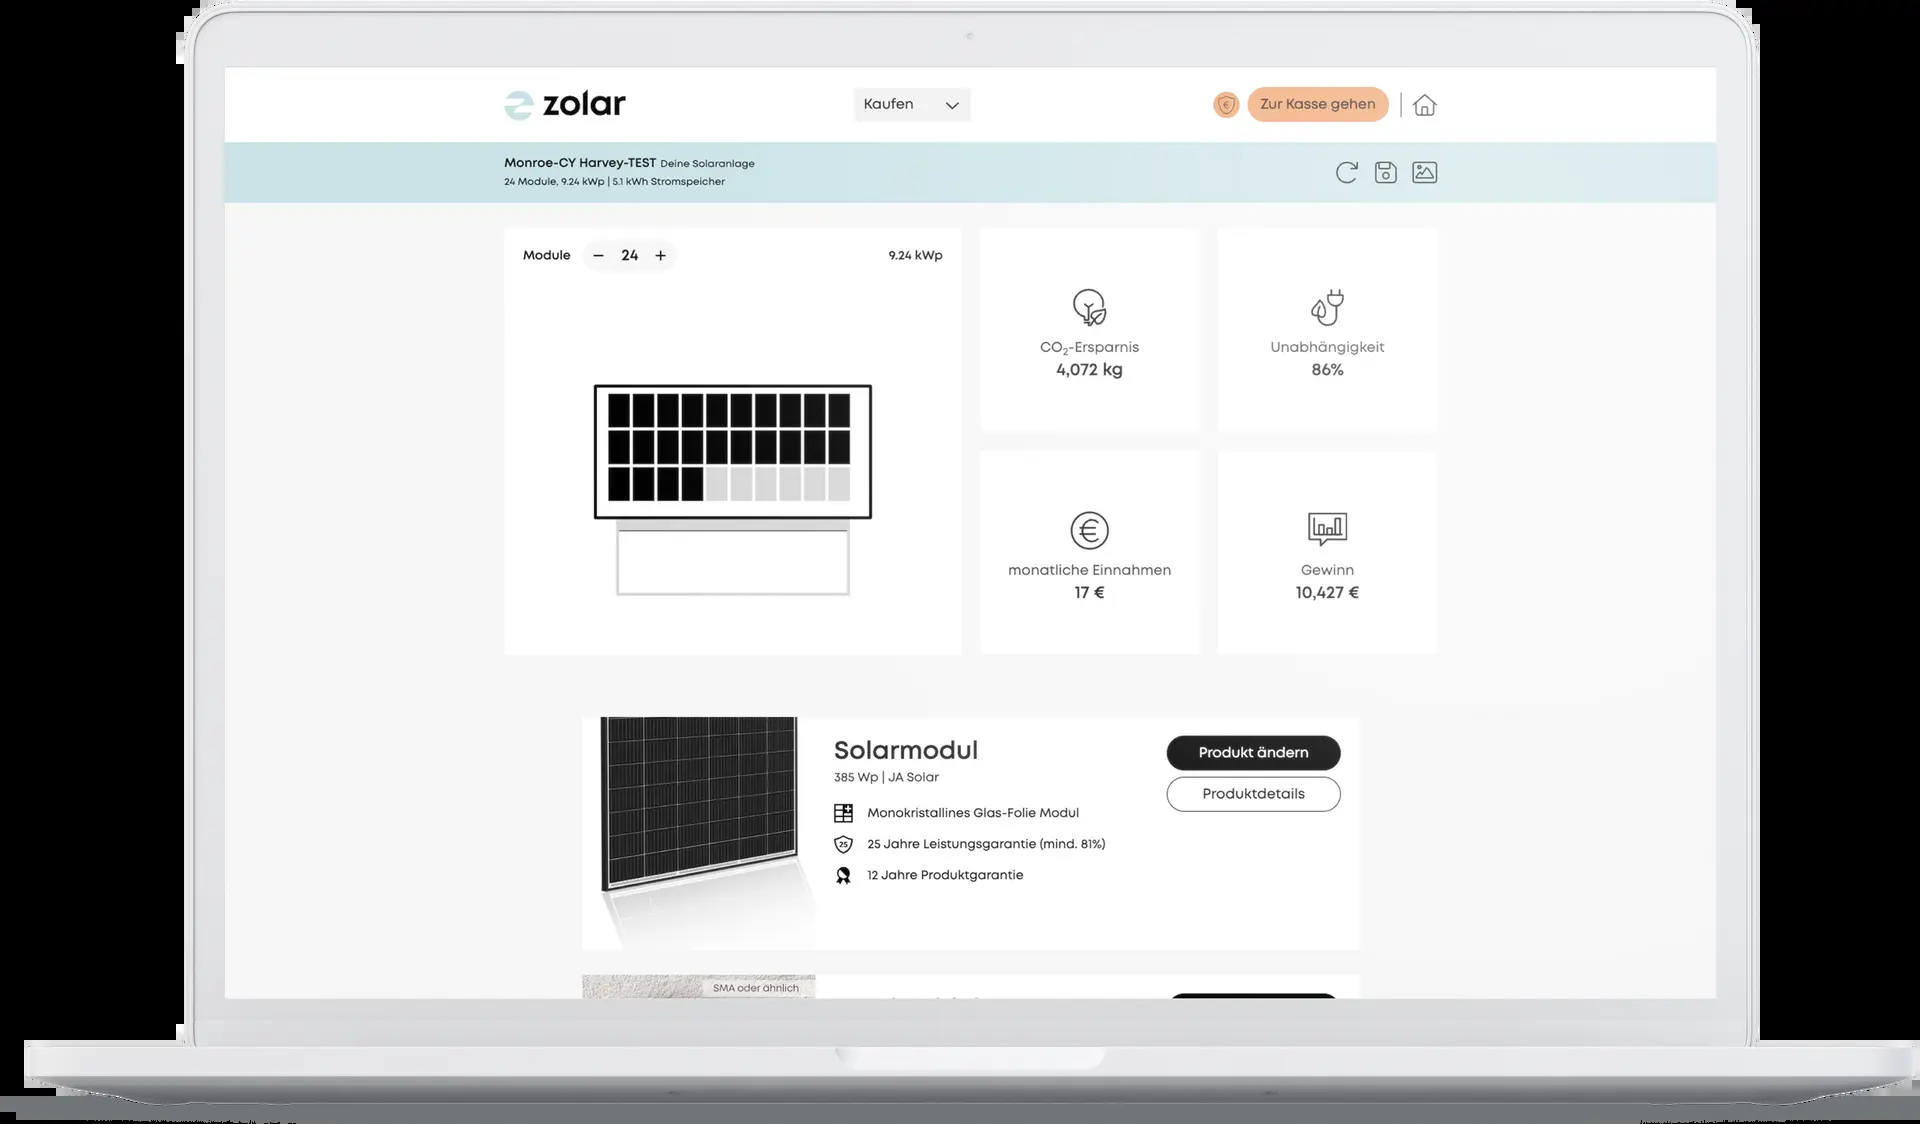 zolar
Kaufen
Zur Kasse gehen
Monroe-CY Harvey-TEST Deine Solaranlage
24 Module, 9.24 kWp | 5.1 kWh Stromspeicher
Module − 24 +
9.24 kWp
CO₂-Ersparnis
4,072 kg
Unabhängigkeit
86%
monatliche Einnahmen
17 €
Gewinn
10,427 €
Solarmodul
385 Wp | JA Solar
Monokristallines Glas-Folie Modul
25 Jahre Leistungsgarantie (mind. 81%)
12 Jahre Produktgarantie
Produkt ändern
Produktdetails
SMA oder ähnlich